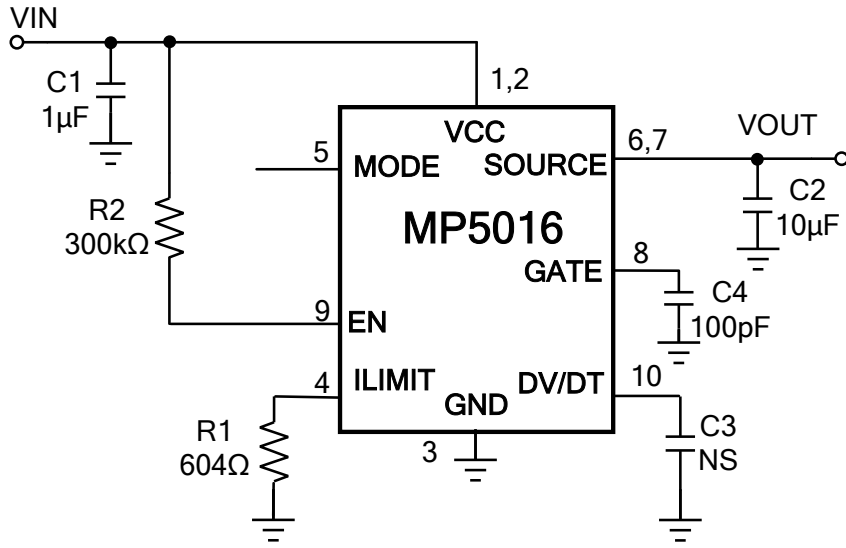 VIN
C1
1µF
1,2
VCC
5
MODE
SOURCE
6,7
VOUT
R2
300kΩ
MP5016
C2
10µF
GATE
8
C4
100pF
9
EN
4
ILIMIT
DV/DT
10
GND
R1
604Ω
3
C3
NS